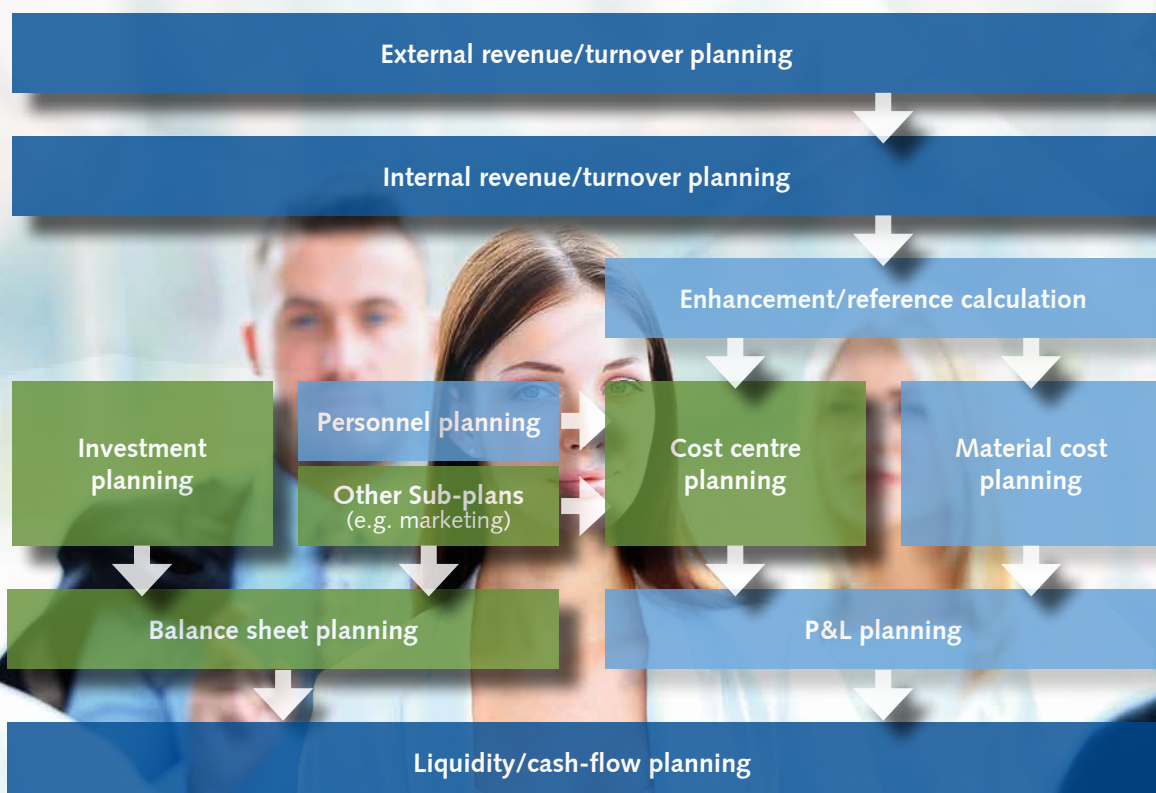 External revenue/turnover planning
Internal revenue/turnover planning
Enhancement/reference calculation
Investment
planning
Personnel planning
Other Sub-plans
(e.g. marketing)
Cost centre
planning
Material cost
planning
Balance sheet planning
P&L planning
Liquidity/cash-flow planning